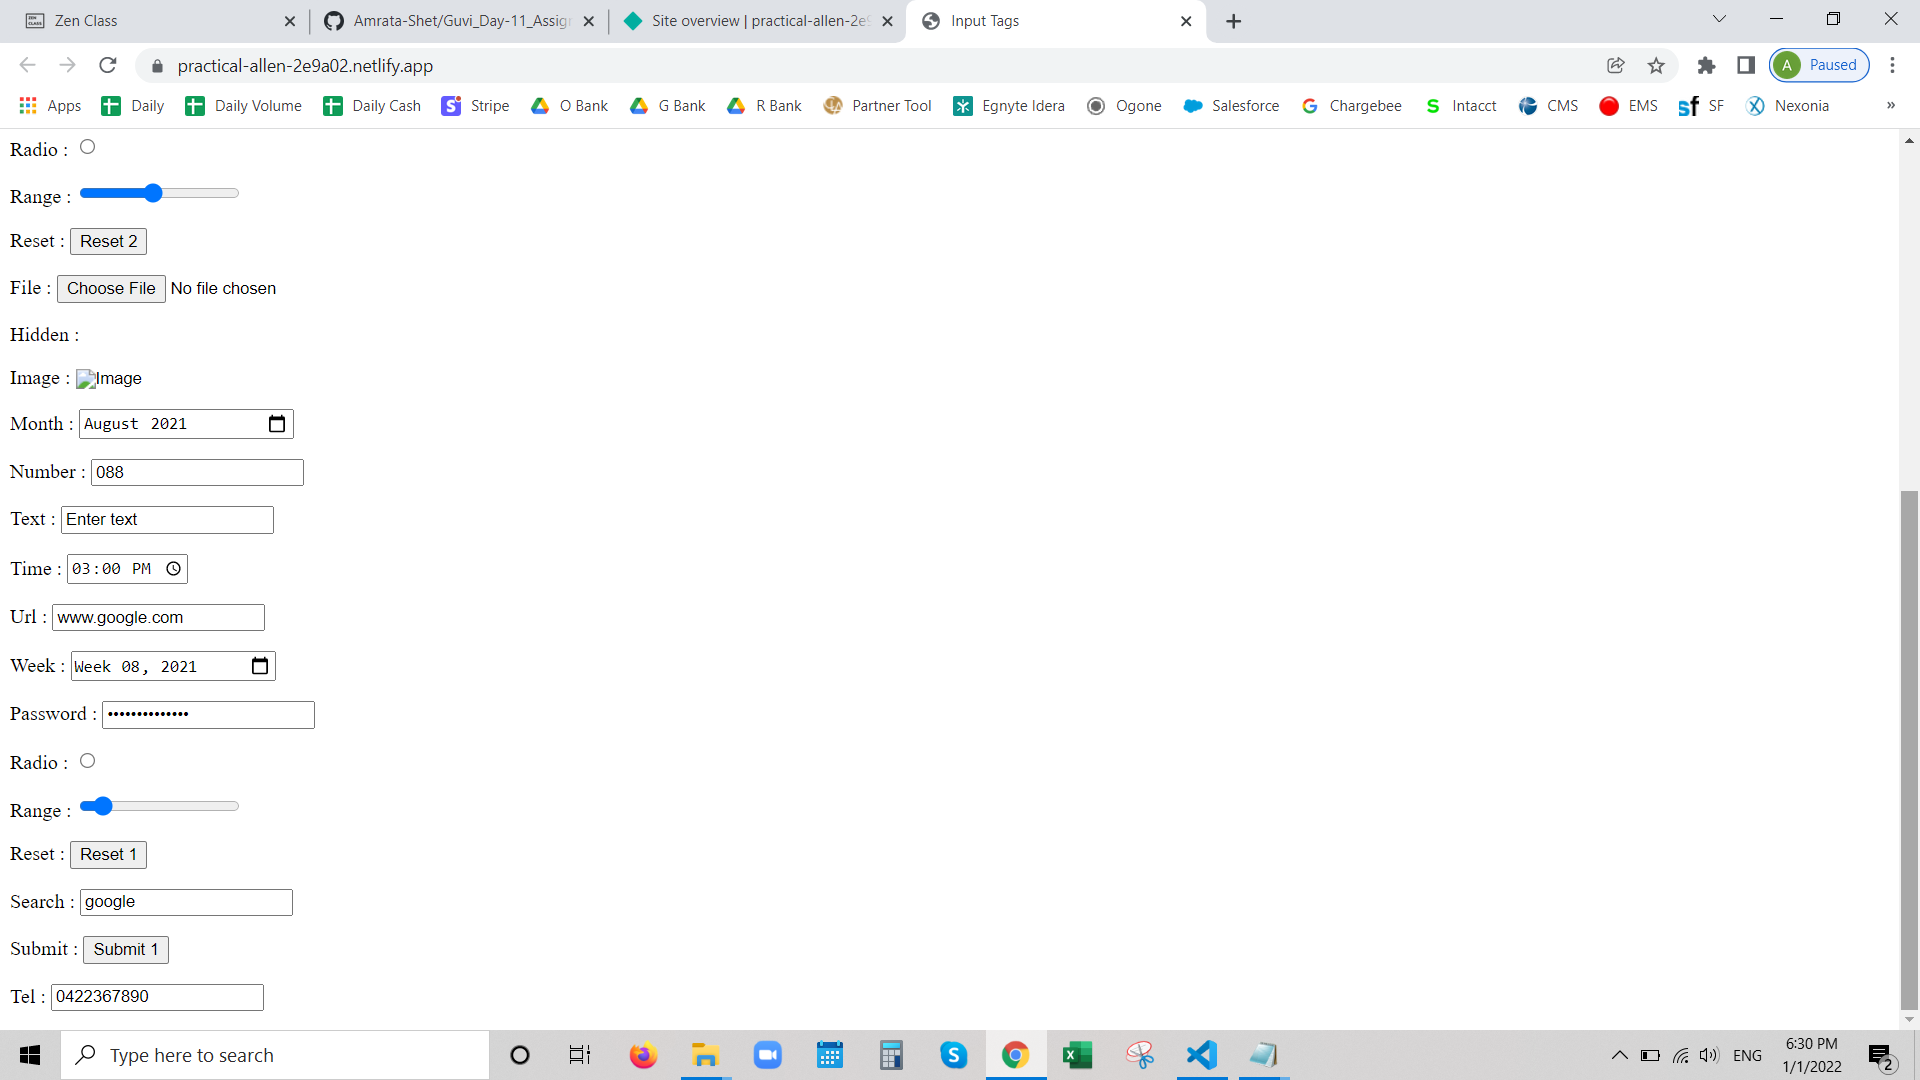 Zen Class
Amrata-Shet/Guvi_Day-11_Assig
Site overview | practical-allen-2e9
Input Tags
practical-allen-2e9a02.netlify.app
A Paused
Apps Daily Daily Volume Daily Cash Stripe O Bank G Bank R Bank Partner Tool Egnyte Idera Ogone Salesforce Chargebee Intacct CMS EMS SF Nexonia »
Radio :
Range :
Reset : Reset 2
File : Choose File No file chosen
Hidden :
Image : Image
Month : August 2021
Number : 088
Text : Enter text
Time : 03:00 PM
Url : www.google.com
Week : Week 08, 2021
Password : ••••••••••••••
Radio :
Range :
Reset : Reset 1
Search : google
Submit : Submit 1
Tel : 0422367890
Type here to search
ENG
6:30 PM
1/1/2022
2